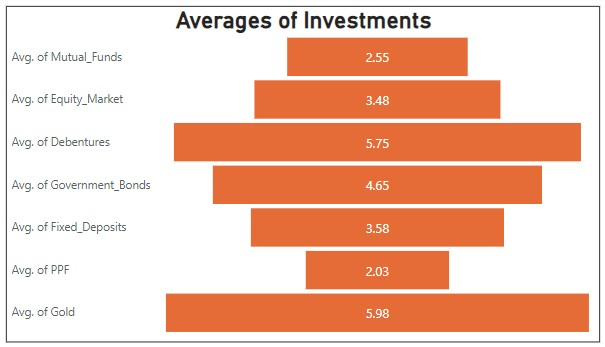 Averages of Investments
Avg. of Mutual_Funds 2.55
Avg. of Equity_Market 3.48
Avg. of Debentures 5.75
Avg. of Government_Bonds 4.65
Avg. of Fixed_Deposits 3.58
Avg. of PPF 2.03
Avg. of Gold 5.98